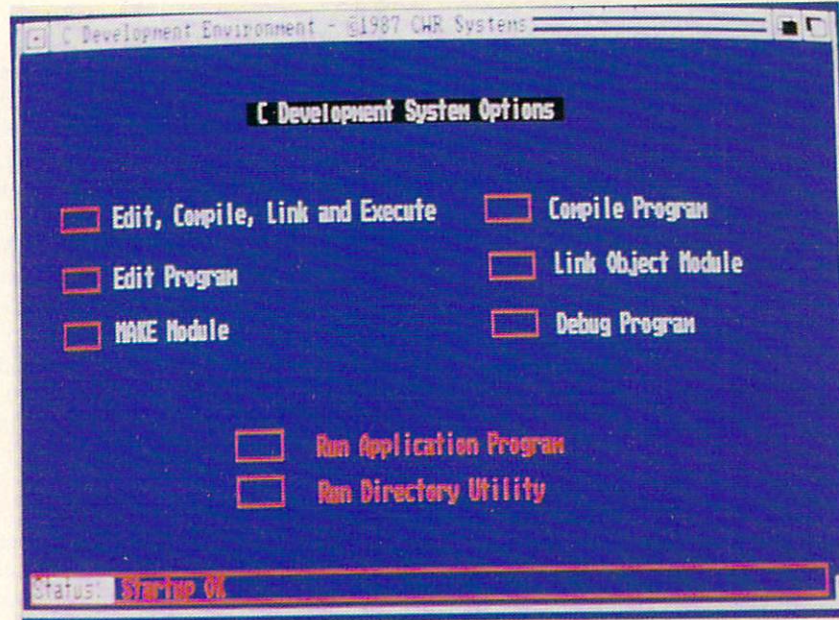 C Development Environment - ©1987 CWR Systems
C Development System Options
Edit, Compile, Link and Execute
Compile Program
Edit Program
Link Object Module
MAKE Module
Debug Program
Run Application Program
Run Directory Utility
Status: Startup OK